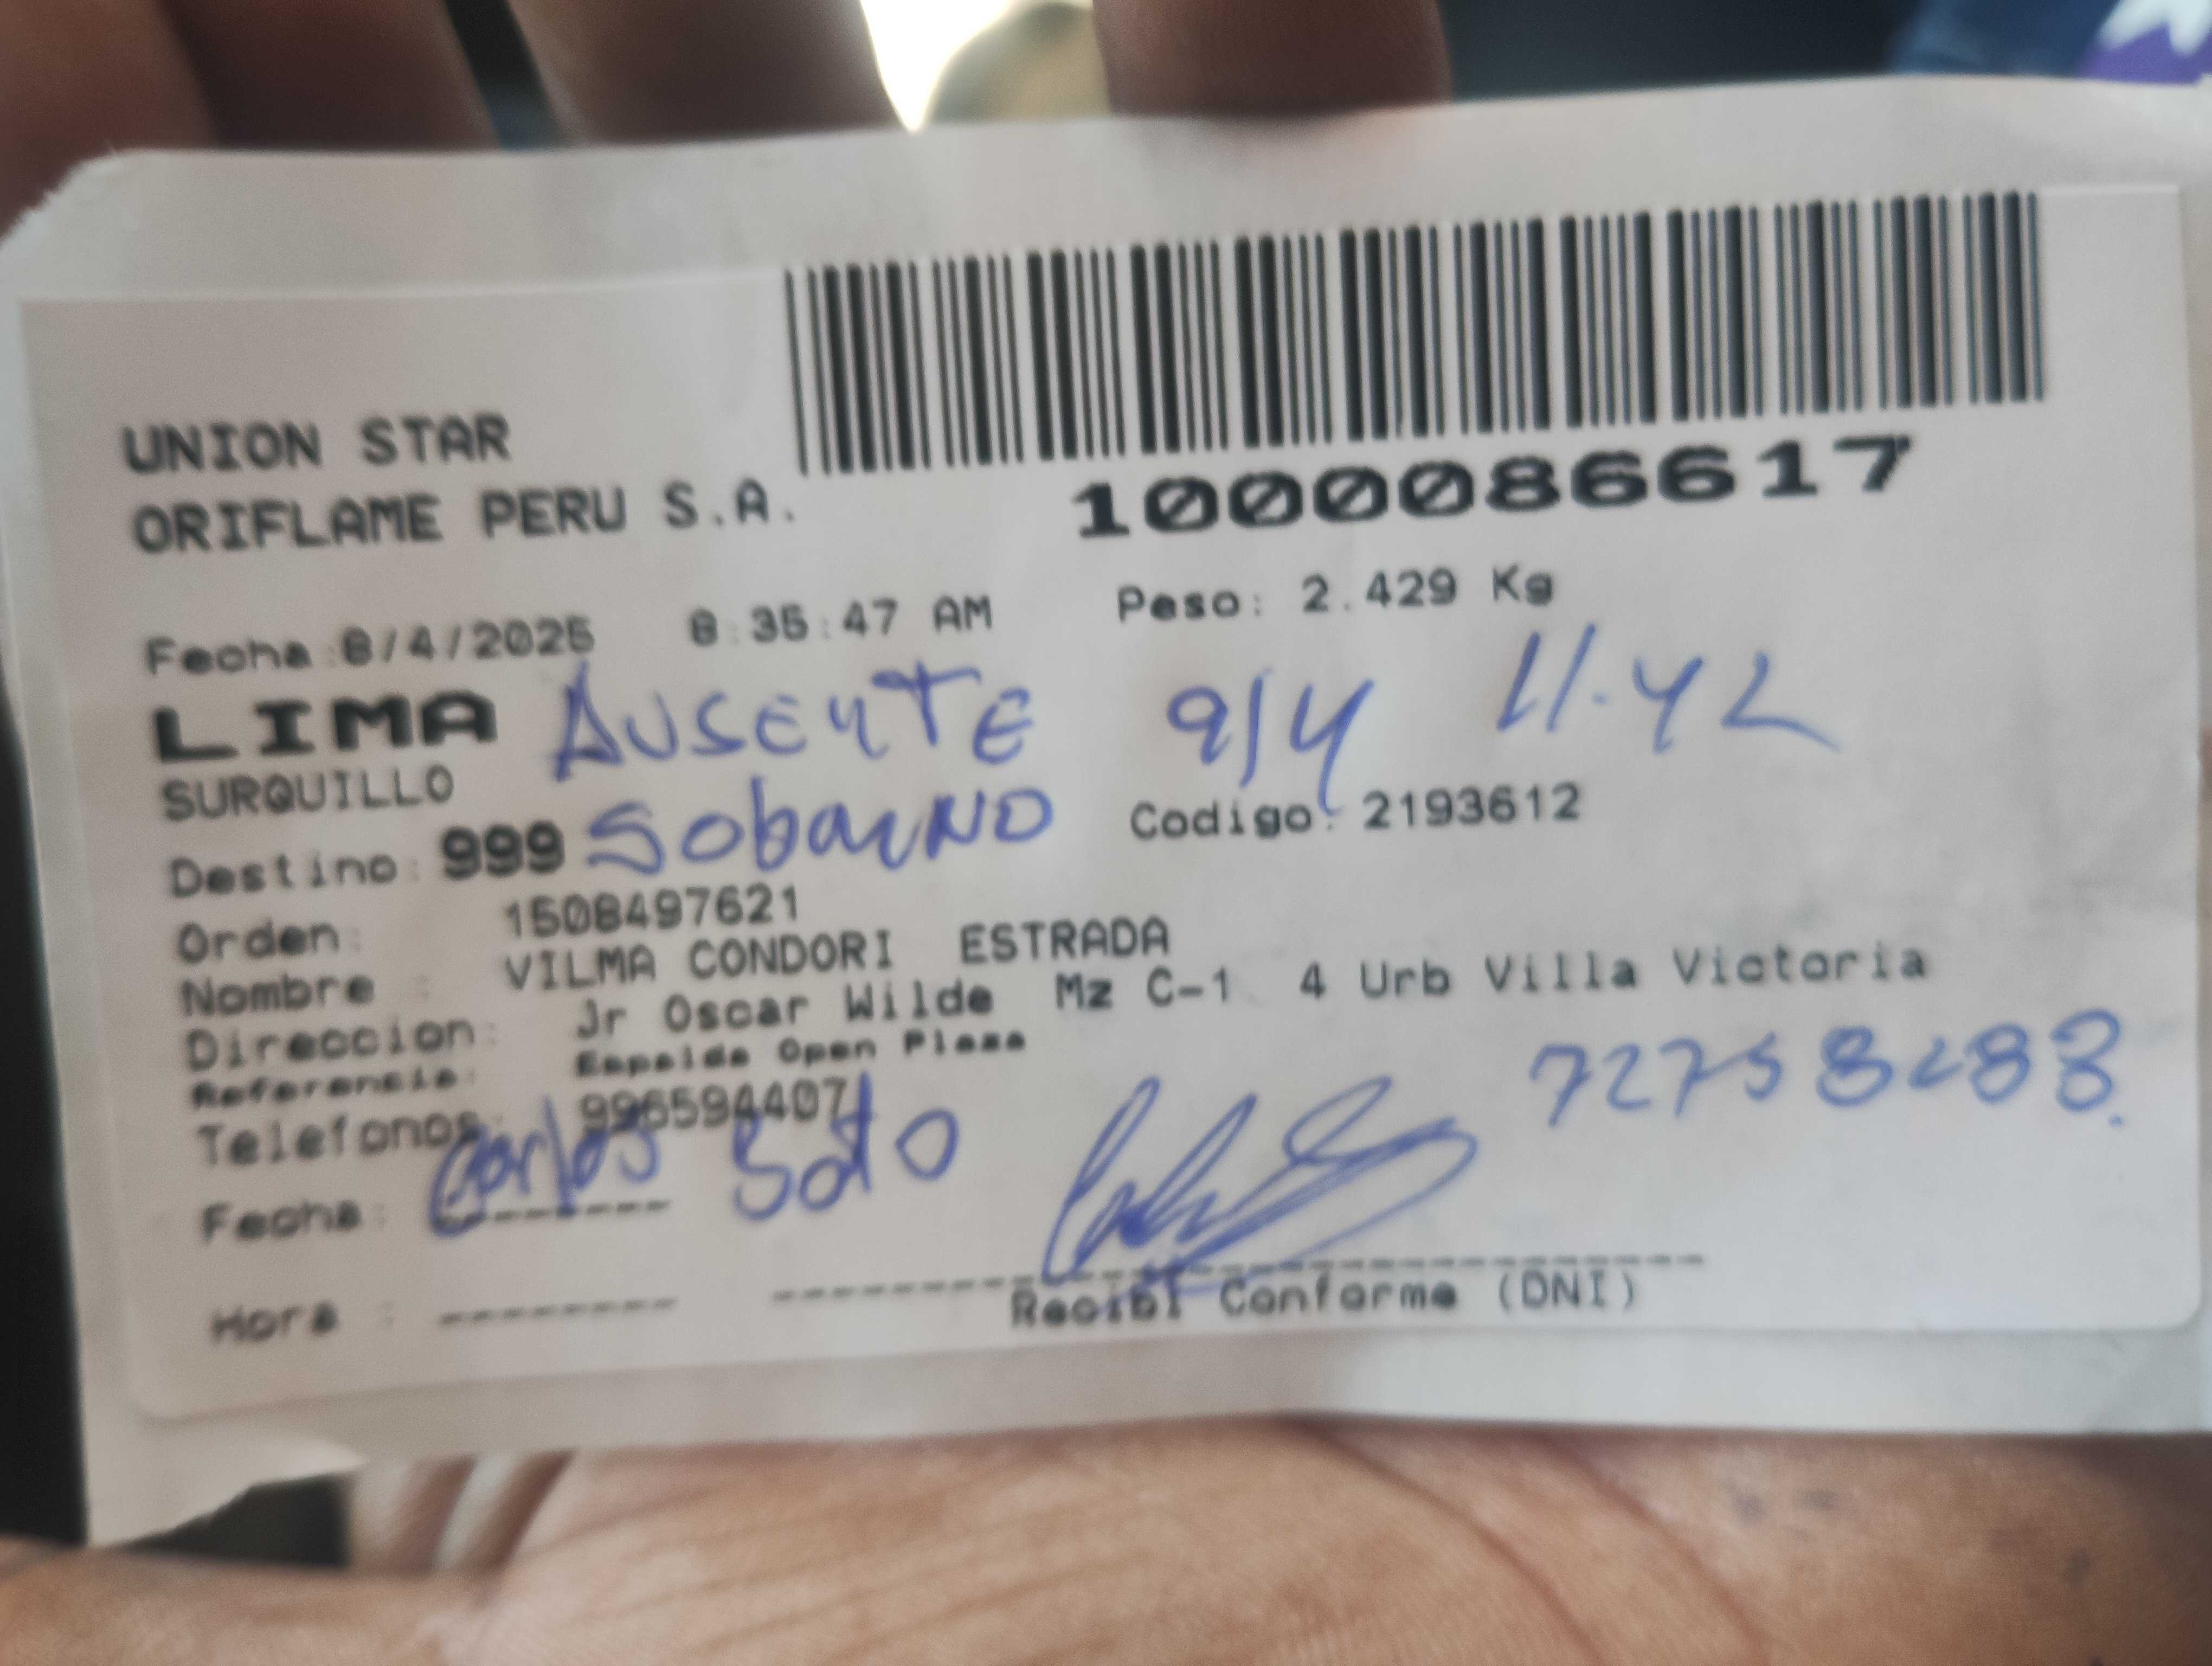 UNION STAR
ORIFLAME PERU S.A.
1000086617
Fecha:8/4/2025 8:35:47 AM Peso: 2.429 Kg
LIMA AUSENTE 9/4 11.42
SURQUILLO
Destino: 999 Sobrino Codigo: 2193612
Orden: 1508497621
Nombre : VILMA CONDORI ESTRADA
Direccion: Jr Oscar Wilde Mz C-1 4 Urb Villa Victoria
Referencia: Espalda Open Plaza
Telefonos: 996594407
Carlos Soto
Fecha:
Hora :
Recibi Conforme (DNI)